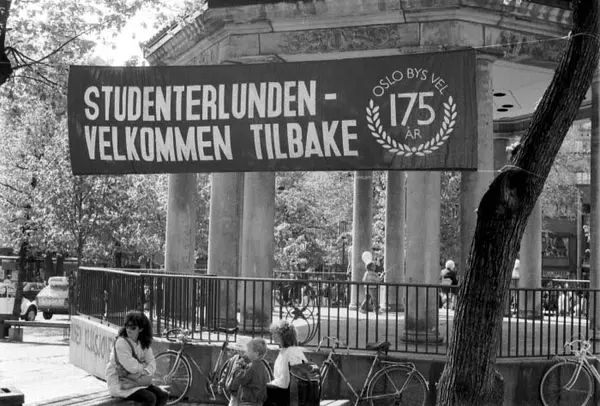 STUDENTERLUNDEN -
VELKOMMEN TILBAKE
OSLO BYS VEL
175
ÅR